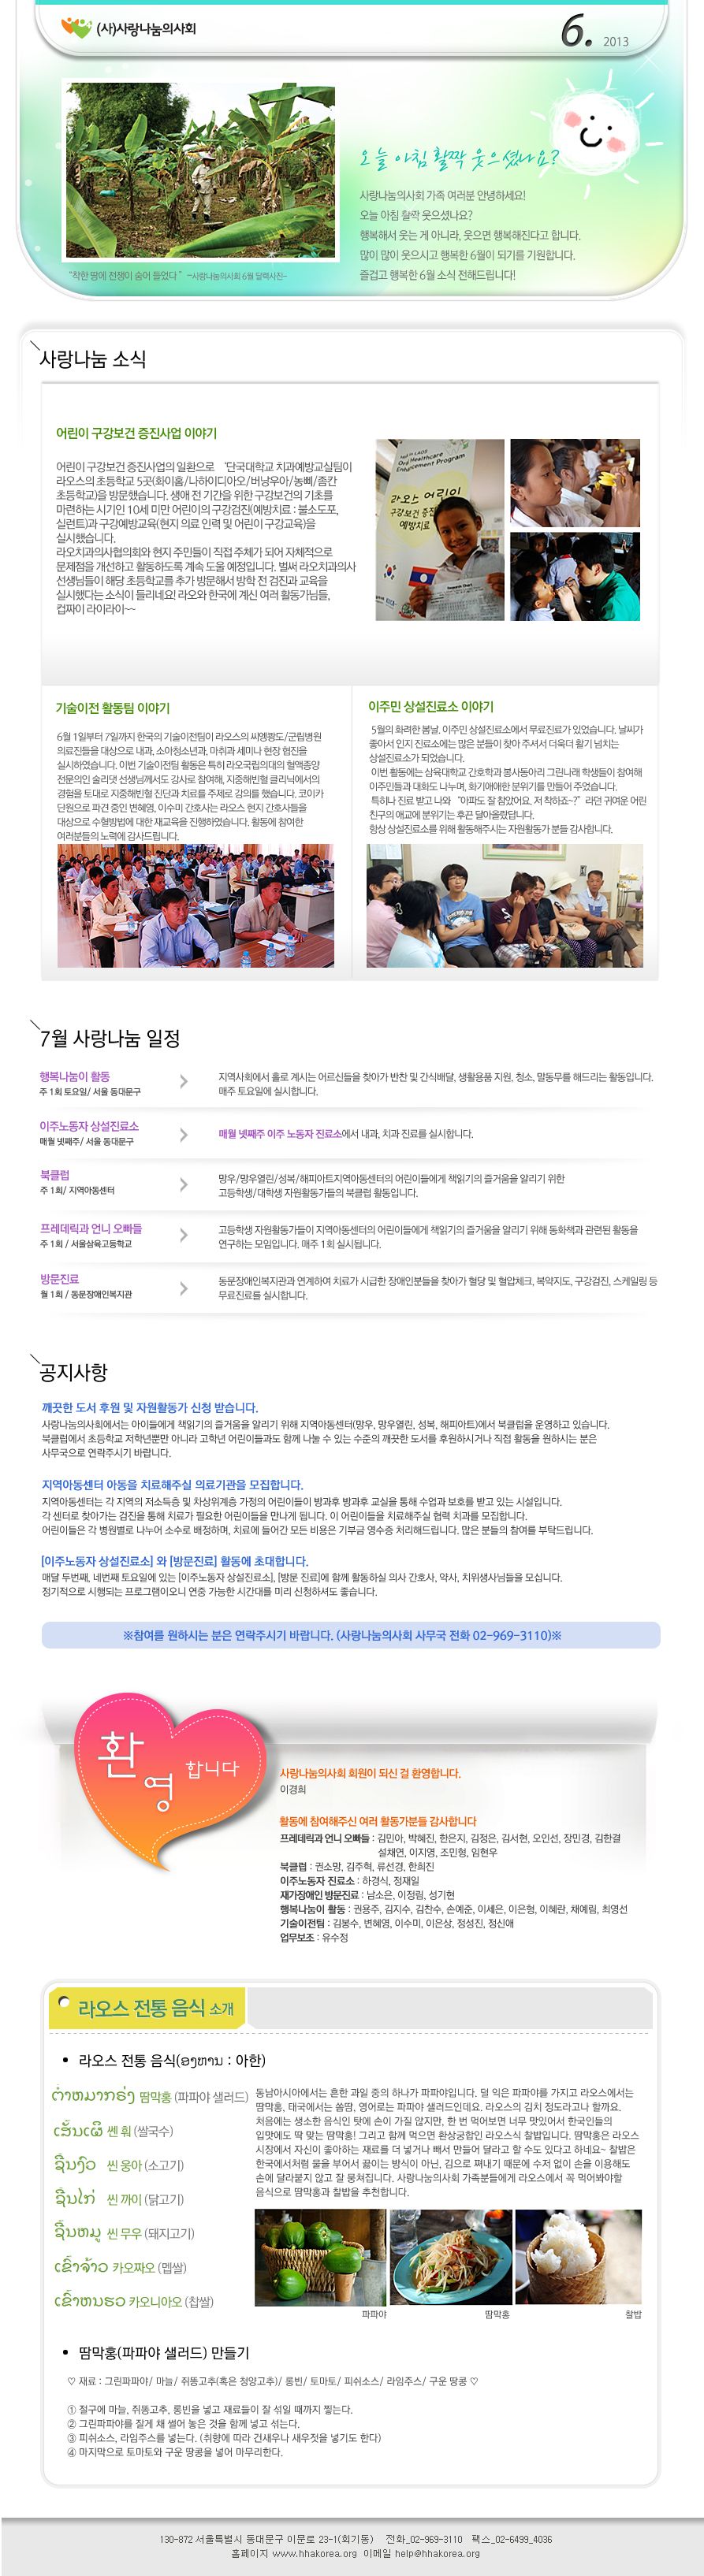 (사)사랑나눔의사회
6. 2013
오늘 아침 활짝 웃으셨나요?
사랑나눔의사회 가족 여러분 안녕하세요!
오늘 아침 활짝 웃으셨나요?
행복해서 웃는 게 아니라, 웃으면 행복해진다고 합니다.
많이 많이 웃으시고 행복한 6월이 되기를 기원합니다.
즐겁고 행복한 6월 소식 전해드립니다!
"착한 땅에 전쟁이 숨어 들었다" -사랑나눔의사회 6월 달력사진-
사랑나눔 소식
어린이 구강보건 증진사업 이야기
어린이 구강보건 증진사업의 일환으로 '단국대학교 치과예방교실팀이
라오스의 초등학교 5곳(화이홈/나하이디아오/버낭우아/농뻐/좀칸
초등학교)을 방문했습니다. 생애 전 기간을 위한 구강보건의 기초를
마련하는 시기인 10세 미만 어린이의 구강검진(예방치료 : 불소도포,
실런트)과 구강예방교육(현지 의료 인력 및 어린이 구강교육)을
실시했습니다.
라오치과의사협의회와 현지 주민들이 직접 주체가 되어 자체적으로
문제점을 개선하고 활동하도록 계속 도울 예정입니다. 벌써 라오치과의사
선생님들이 해당 초등학교를 추가 방문해서 방학 전 검진과 교육을
실시했다는 소식이 들리네요! 라오와 한국에 계신 여러 활동가님들,
컵짜이 라이라이~~
in LAOS
Oral Healthcare
Enhancement Program
라오스 어린이
구강보건 증진
예방치료
기술이전 활동팀 이야기
6월 1일부터 7일까지 한국의 기술이전팀이 라오스의 씨엥쾅도/군립병원
의료진들을 대상으로 내과, 소아청소년과, 마취과 세미나 현장 협진을
실시하였습니다. 이번 기술이전팀 활동은 특히 라오국립의대의 혈액종양
전문의인 솔리댓 선생님께서도 강사로 참여해, 지중해빈혈 클리닉에서의
경험을 토대로 지중해빈혈 진단과 치료를 주제로 강의를 했습니다. 코이카
단원으로 파견 중인 변혜영, 이수미 간호사는 라오스 현지 간호사들을
대상으로 수혈방법에 대한 재교육을 진행하였습니다. 활동에 참여한
여러분들의 노력에 감사드립니다.
이주민 상설진료소 이야기
5월의 화려한 봄날, 이주민 상설진료소에서 무료진료가 있었습니다. 날씨가
좋아서 인지 진료소에는 많은 분들이 찾아 주셔서 더욱더 활기 넘치는
상설진료소가 되었습니다.
이번 활동에는 삼육대학교 간호학과 봉사동아리 그린나래 학생들이 참여해
이주민들과 대화도 나누며, 화기애애한 분위기를 만들어 주었습니다.
특히나 진료 받고 나와 "아파도 잘 참았어요. 저 착하죠~?" 라던 귀여운 어린
친구의 애교에 분위기는 후끈 달아올랐답니다.
항상 상설진료소를 위해 활동해주시는 자원활동가 분들 감사합니다.
7월 사랑나눔 일정
행복나눔이 활동
주 1회 토요일/ 서울 동대문구
지역사회에서 홀로 계시는 어르신들을 찾아가 반찬 및 간식배달, 생활용품 지원, 청소, 말동무를 해드리는 활동입니다.
매주 토요일에 실시합니다.
이주노동자 상설진료소
매월 넷째주/ 서울 동대문구
매월 넷째주 이주 노동자 진료소에서 내과, 치과 진료를 실시합니다.
북클럽
주 1회/ 지역아동센터
망우/망우열린/성복/해피아트지역아동센터의 어린이들에게 책읽기의 즐거움을 알리기 위한
고등학생/대학생 자원활동가들의 북클럽 활동입니다.
프레데릭과 언니 오빠들
주 1회 / 서울삼육고등학교
고등학생 자원활동가들이 지역아동센터의 어린이들에게 책읽기의 즐거움을 알리기 위해 동화책과 관련된 활동을
연구하는 모임입니다. 매주 1회 실시됩니다.
방문진료
월 1회 / 동문장애인복지관
동문장애인복지관과 연계하여 치료가 시급한 장애인분들을 찾아가 혈당 및 혈압체크, 복약지도, 구강검진, 스케일링 등
무료진료를 실시합니다.
공지사항
깨끗한 도서 후원 및 자원활동가 신청 받습니다.
사랑나눔의사회에서는 아이들에게 책읽기의 즐거움을 알리기 위해 지역아동센터(망우, 망우열린, 성복, 해피아트)에서 북클럽을 운영하고 있습니다.
북클럽에서 초등학교 저학년뿐만 아니라 고학년 어린이들과도 함께 나눌 수 있는 수준의 깨끗한 도서를 후원하시거나 직접 활동을 원하시는 분은
사무국으로 연락주시기 바랍니다.
지역아동센터 아동을 치료해주실 의료기관을 모집합니다.
지역아동센터는 각 지역의 저소득층 및 차상위계층 가정의 어린이들이 방과후 방과후 교실을 통해 수업과 보호를 받고 있는 시설입니다.
각 센터로 찾아가는 검진을 통해 치료가 필요한 어린이들을 만나게 됩니다. 이 어린이들을 치료해주실 협력 치과를 모집합니다.
어린이들은 각 병원별로 나누어 소수로 배정하며, 치료에 들어간 모든 비용은 기부금 영수증 처리해드립니다. 많은 분들의 참여를 부탁드립니다.
[이주노동자 상설진료소] 와 [방문진료] 활동에 초대합니다.
매달 두번째, 네번째 토요일에 있는 [이주노동자 상설진료소], [방문 진료]에 함께 활동하실 의사 간호사, 약사, 치위생사님들을 모십니다.
정기적으로 시행되는 프로그램이오니 연중 가능한 시간대를 미리 신청하셔도 좋습니다.
※참여를 원하시는 분은 연락주시기 바랍니다. (사랑나눔의사회 사무국 전화 02-969-3110)※
환영합니다
사랑나눔의사회 회원이 되신 걸 환영합니다.
이경희
활동에 참여해주신 여러 활동가분들 감사합니다
프레데릭과 언니 오빠들 : 김민아, 박혜진, 한은지, 김정은, 김서현, 오인선, 장민경, 김한결
설채연, 이지영, 조민형, 임현우
북클럽 : 권소망, 김주혁, 류선경, 한희진
이주노동자 진료소 : 하경식, 정재일
재가장애인 방문진료 : 남소은, 이정림, 성기현
행복나눔이 활동 : 권용주, 김지수, 김찬수, 손예준, 이세은, 이은형, 이혜란, 채예림, 최영선
기술이전팀 : 김봉수, 변혜영, 이수미, 이은상, 정성진, 정신애
업무보조 : 유수정
라오스 전통 음식 소개
• 라오스 전통 음식(ອາຫານ : 아한)
ຕຳຫມາກຮຸ່ງ 땀막홍 (파파야 샐러드)
ເສັ້ນເຝິ 쎈 훠 (쌀국수)
ຊີ້ນງົວ 씬 웅아 (소고기)
ຊີ້ນໄກ່ 씬 까이 (닭고기)
ຊີ້ນຫມູ 씬 무우 (돼지고기)
ເຂົ້າຈ້າວ 카오짜오 (멥쌀)
ເຂົ້າຫນຽວ 카오니아오 (찹쌀)
동남아시아에서는 흔한 과일 중의 하나가 파파야입니다. 덜 익은 파파야를 가지고 라오스에서는
땀막홍, 태국에서는 쏨땀, 영어로는 파파야 샐러드인데요. 라오스의 김치 정도라고나 할까요.
처음에는 생소한 음식인 탓에 손이 가질 않지만, 한 번 먹어보면 너무 맛있어서 한국인들의
입맛에도 딱 맞는 땀막홍! 그리고 함께 먹으면 환상궁합인 라오스식 찰밥입니다. 땀막홍은 라오스
시장에서 자신이 좋아하는 재료를 더 넣거나 빼서 만들어 달라고 할 수도 있다고 하네요~ 찰밥은
한국에서처럼 물을 부어서 끓이는 방식이 아닌, 김으로 쪄내기 때문에 수저 없이 손을 이용해도
손에 달라붙지 않고 잘 뭉쳐집니다. 사랑나눔의사회 가족들에게 라오스에서 꼭 먹어봐야할
음식으로 땀막홍과 찰밥을 추천합니다.
파파야 땀막홍 찰밥
• 땀막홍(파파야 샐러드) 만들기
♡ 재료 : 그린파파야/ 마늘/ 쥐똥고추(혹은 청양고추)/ 롱빈/ 토마토/ 피쉬소스/ 라임주스/ 구운 땅콩 ♡
① 절구에 마늘, 쥐똥고추, 롱빈을 넣고 재료들이 잘 섞일 때까지 찧는다.
② 그린파파야를 잘게 채 썰어 놓은 것을 함께 넣고 섞는다.
③ 피쉬소스, 라임주스를 넣는다. (취향에 따라 건새우나 새우젓을 넣기도 한다)
④ 마지막으로 토마토와 구운 땅콩을 넣어 마무리한다.
130-872 서울특별시 동대문구 이문로 23-1(회기동) 전화_02-969-3110 팩스_02-6499_4036
홈페이지 www.hhakorea.org 이메일 help@hhakorea.org